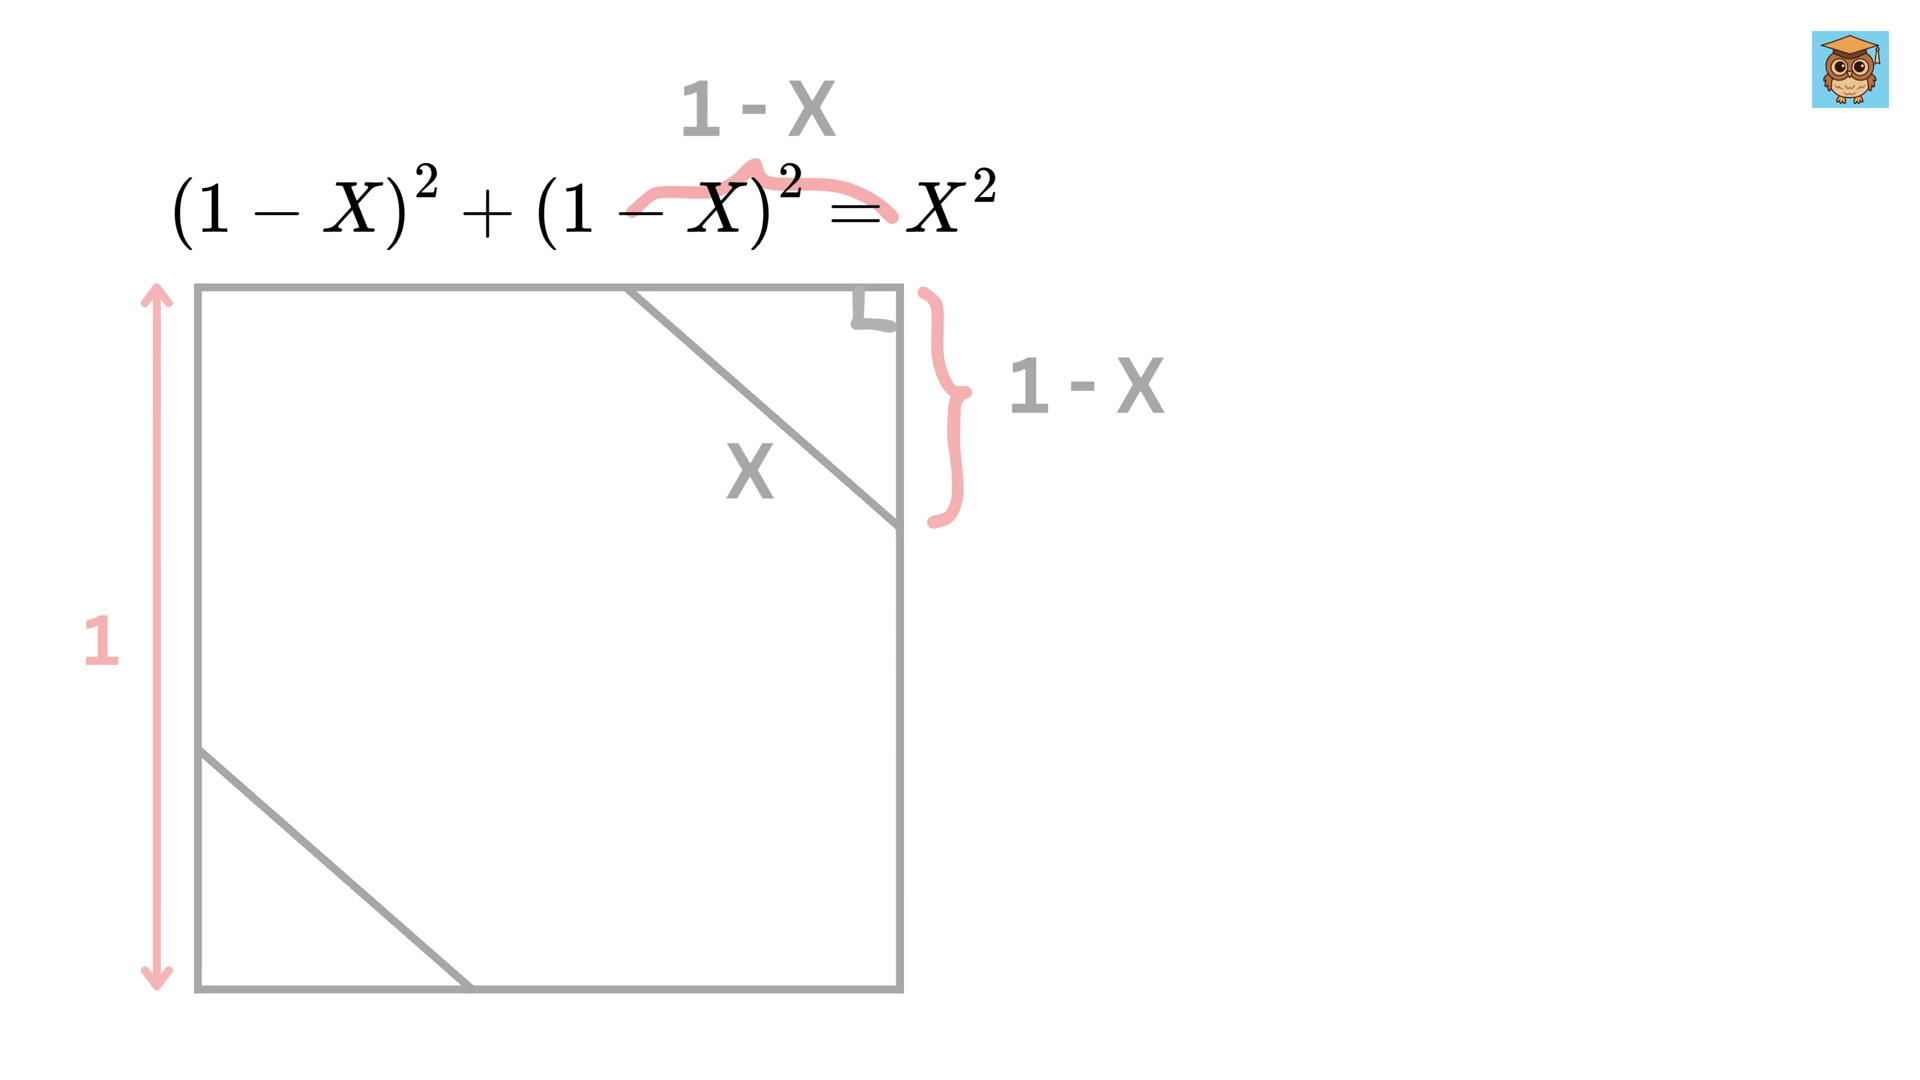 1 - X
(1 − X)² + (1 − X)² = X²
1 - X
X
1